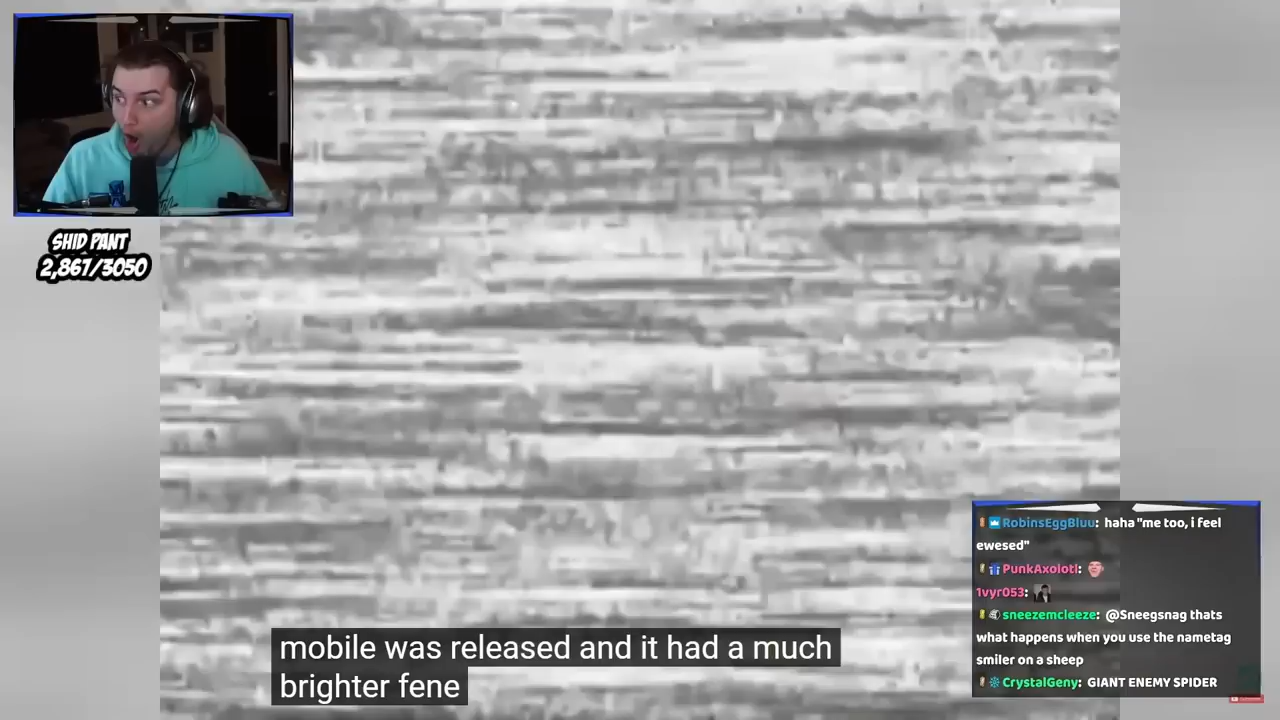 SHID PANT
2,867/3050
RobinsEggBluu: haha "me too, i feel
ewesed"
PunkAxolotl:
1vyr053:
sneezemcleeze: @Sneegsnag thats
what happens when you use the nametag
smiler on a sheep
CrystalGeny: GIANT ENEMY SPIDER
mobile was released and it had a much
brighter fene